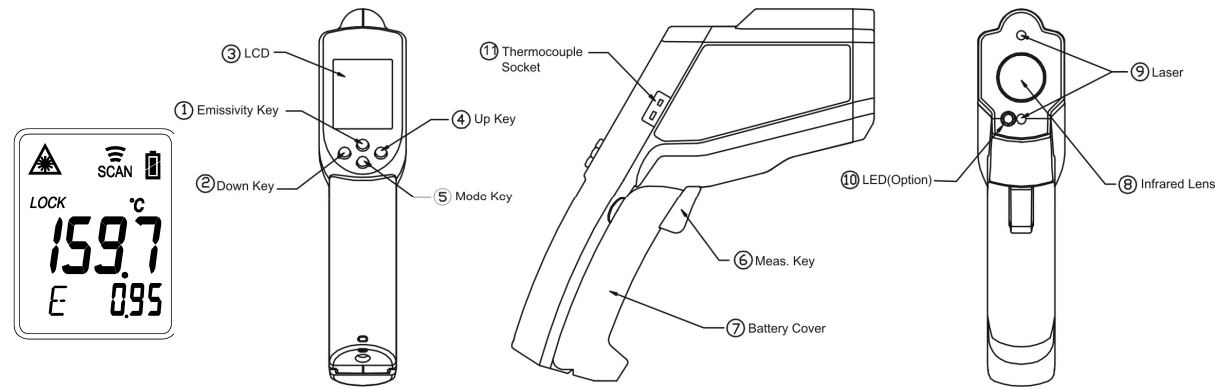 SCAN
LOCK °C
159.7
E 0.95
③ LCD
① Emissivity Key
④ Up Key
② Down Key
⑤ Mode Key
⑪ Thermocouple
Socket
⑥ Meas. Key
⑦ Battery Cover
⑨ Laser
⑩ LED(Option)
⑧ Infrared Lens